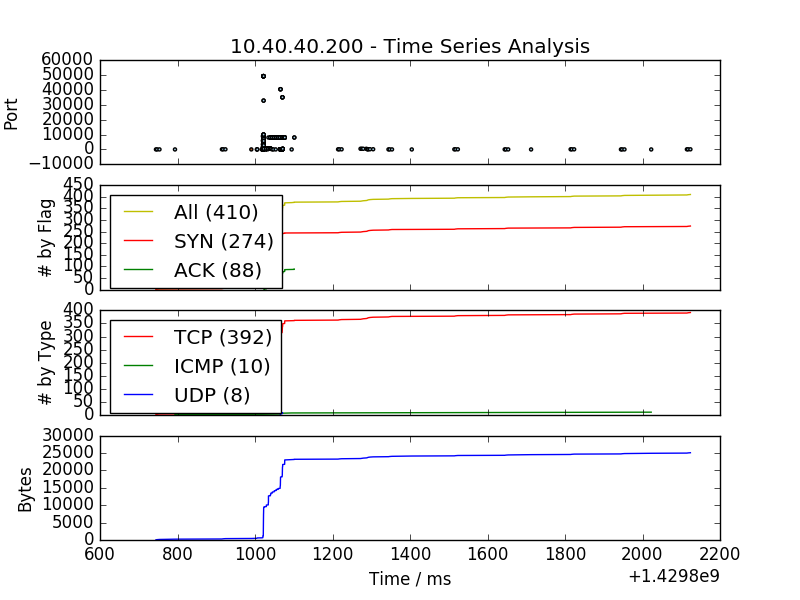 10.40.40.200 - Time Series Analysis
60000
50000
40000
30000
20000
10000
0
−10000
Port
450
400
350
300
250
200
150
100
50
0
# by Flag
All (410)
SYN (274)
ACK (88)
400
350
300
250
200
150
100
50
0
# by Type
TCP (392)
ICMP (10)
UDP (8)
30000
25000
20000
15000
10000
5000
0
Bytes
600 800 1000 1200 1400 1600 1800 2000 2200
Time / ms
+1.4298e9